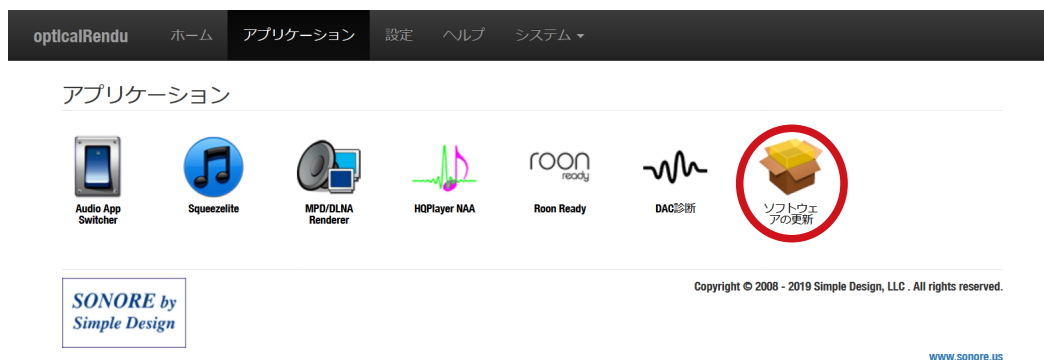 optIcalRendu ホーム アプリケーション 設定 ヘルプ システム
アプリケーション
Audio App
Switcher
Squeezelite
MPD/DLNA
Renderer
HQPlayer NAA
roon
ready
Roon Ready
DAC診断
ソフトウェ
アの更新
SONORE by
Simple Design
Copyright © 2008 - 2019 Simple Design, LLC . All rights reserved.
www.sonore.us